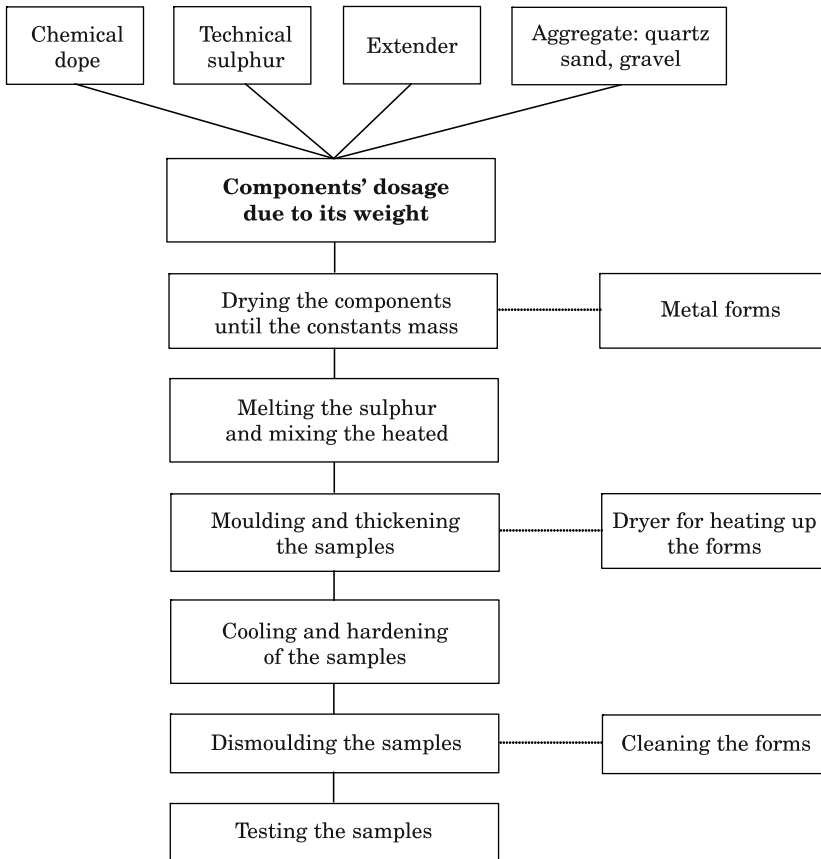 Chemical
dope
Technical
sulphur
Extender
Aggregate: quartz
sand, gravel
Components’ dosage
due to its weight
Drying the components
until the constants mass
Metal forms
Melting the sulphur
and mixing the heated
Moulding and thickening
the samples
Dryer for heating up
the forms
Cooling and hardening
of the samples
Dismoulding the samples
Cleaning the forms
Testing the samples